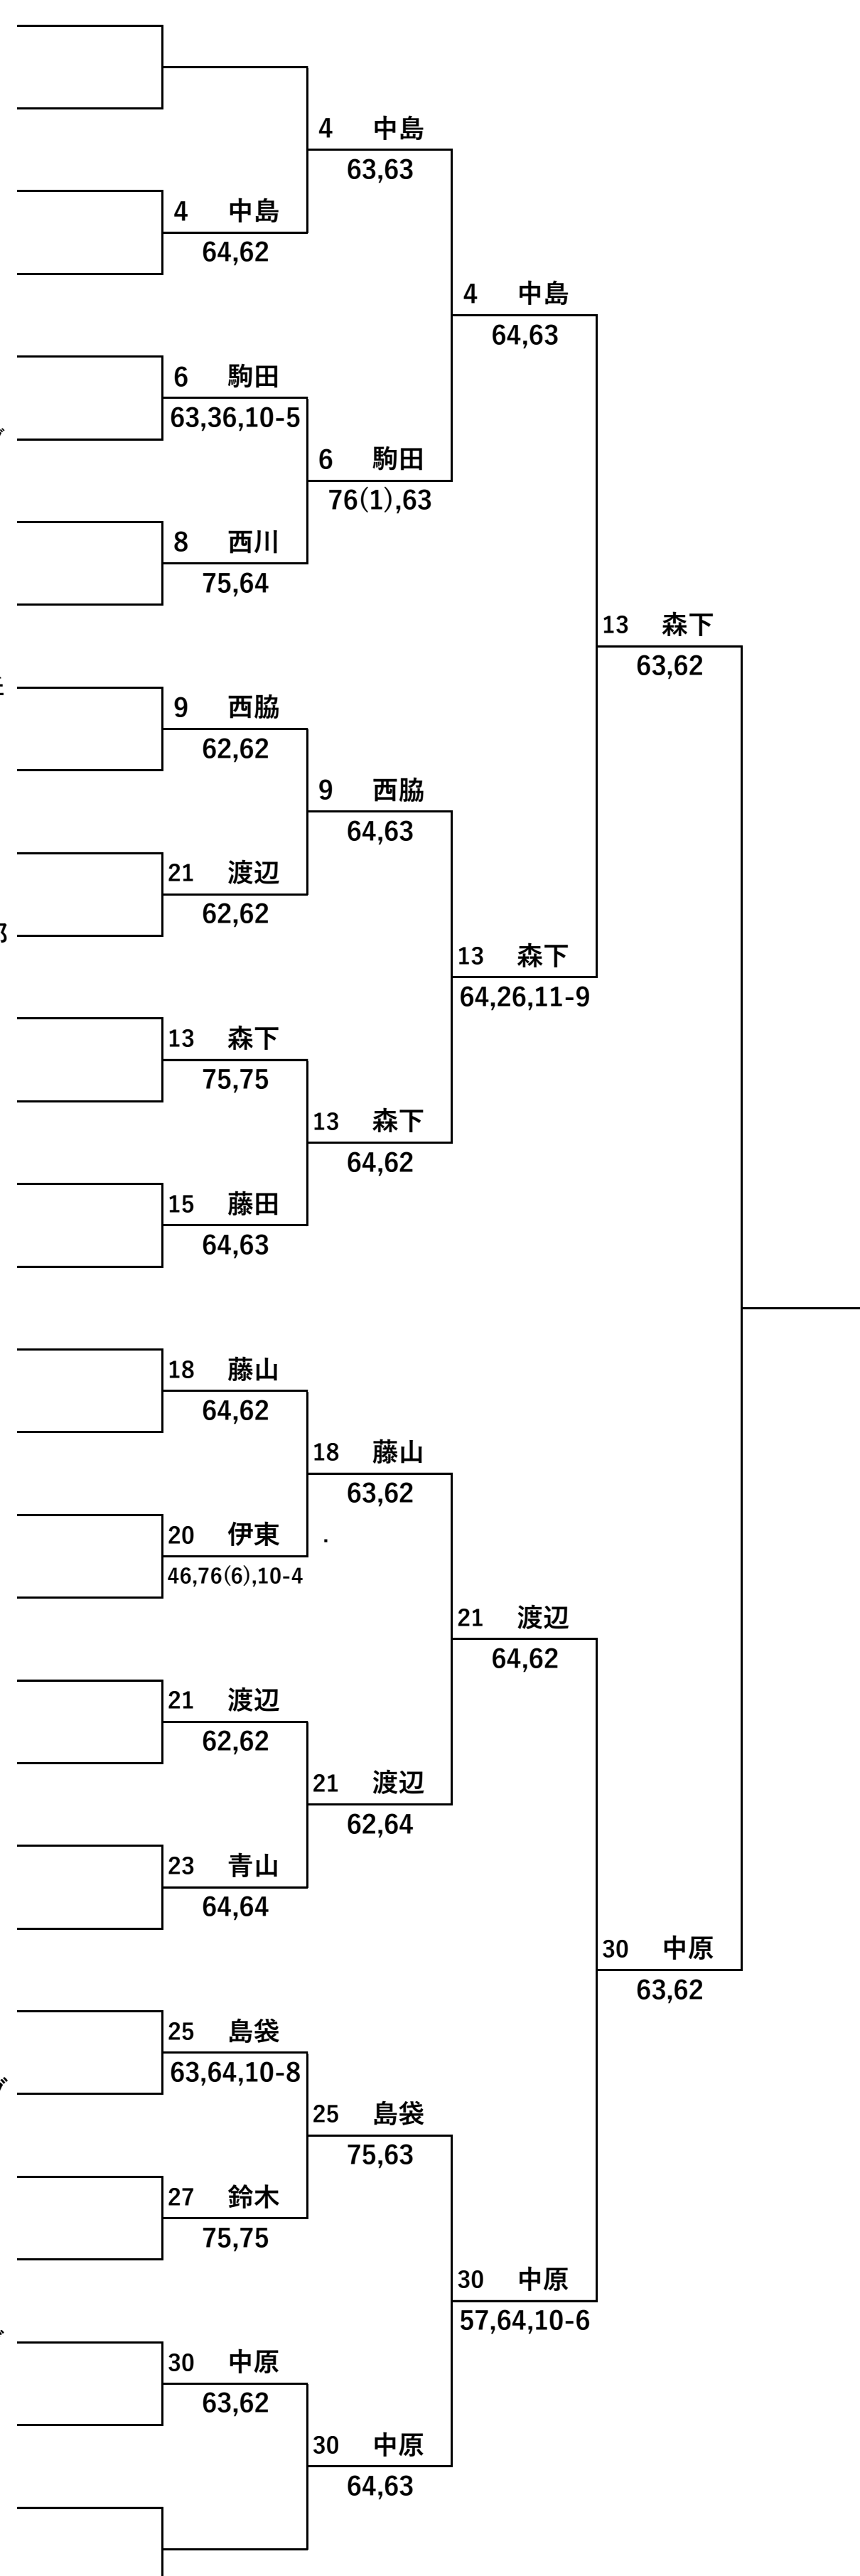 4 中島
63,63
4 中島
64,62
4 中島
64,63
6 駒田
63,36,10-5
6 駒田
76(1),63
8 西川
75,64
13 森下
63,62
9 西脇
62,62
9 西脇
64,63
21 渡辺
62,62
13 森下
64,26,11-9
13 森下
75,75
13 森下
64,62
15 藤田
64,63
18 藤山
64,62
18 藤山
63,62
20 伊東
46,76(6),10-4
21 渡辺
64,62
21 渡辺
62,62
21 渡辺
62,64
23 青山
64,64
30 中原
63,62
25 島袋
63,64,10-8
25 島袋
75,63
27 鈴木
75,75
30 中原
57,64,10-6
30 中原
63,62
30 中原
64,63